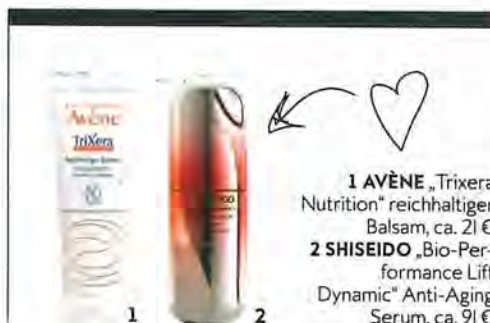 Avène
TriXera
1
2
1 AVÈNE „Trixera
Nutrition“ reichhaltiger
Balsam, ca. 21 €
2 SHISEIDO „Bio-Per-
formance Lift
Dynamic“ Anti-Aging
Serum, ca. 91 €